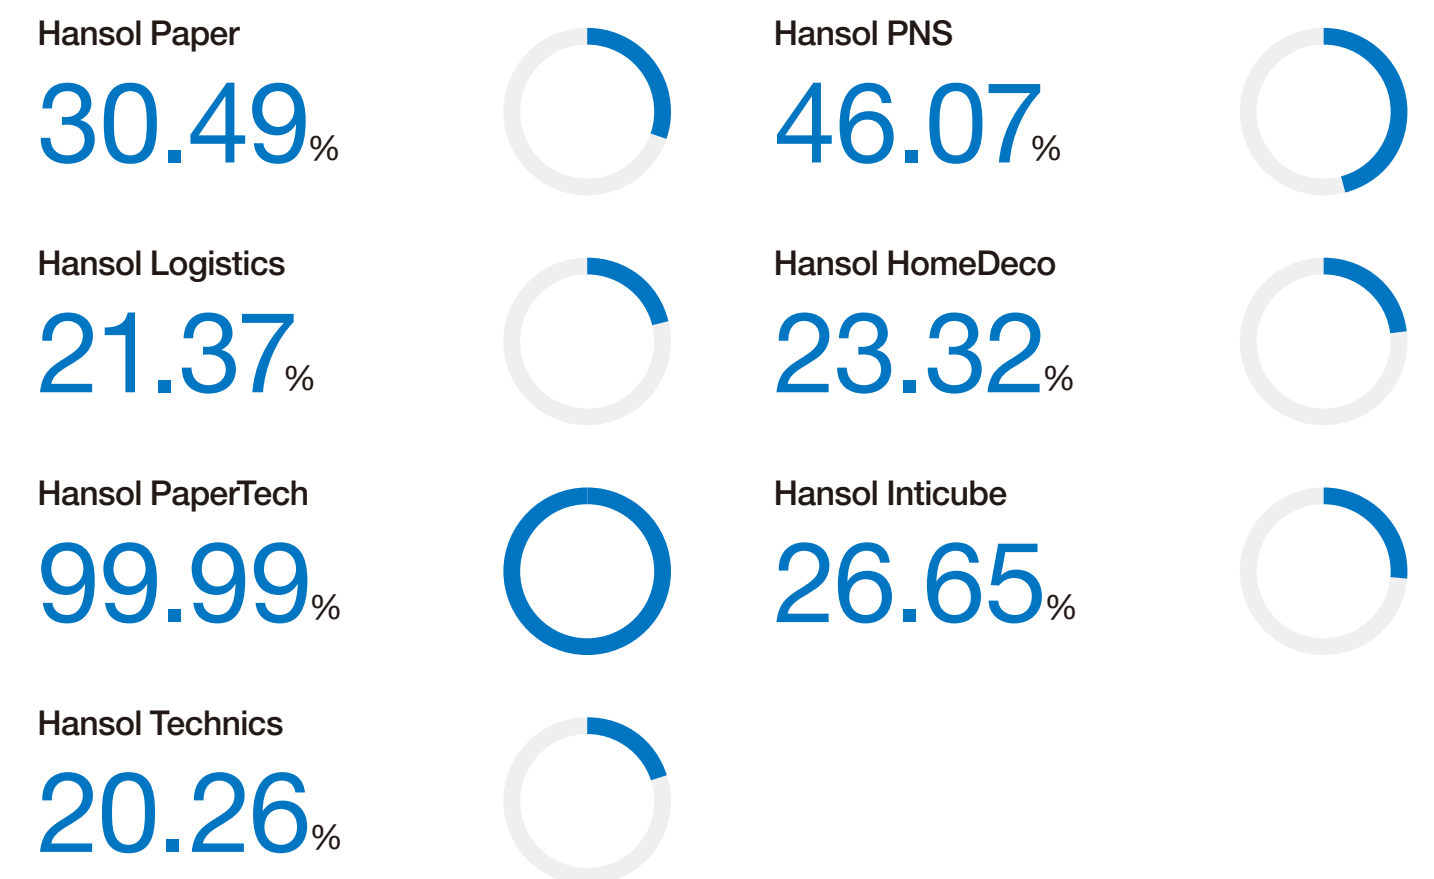 Hansol Paper
30.49%
Hansol PNS
46.07%
Hansol Logistics
21.37%
Hansol HomeDeco
23.32%
Hansol PaperTech
99.99%
Hansol Inticube
26.65%
Hansol Technics
20.26%